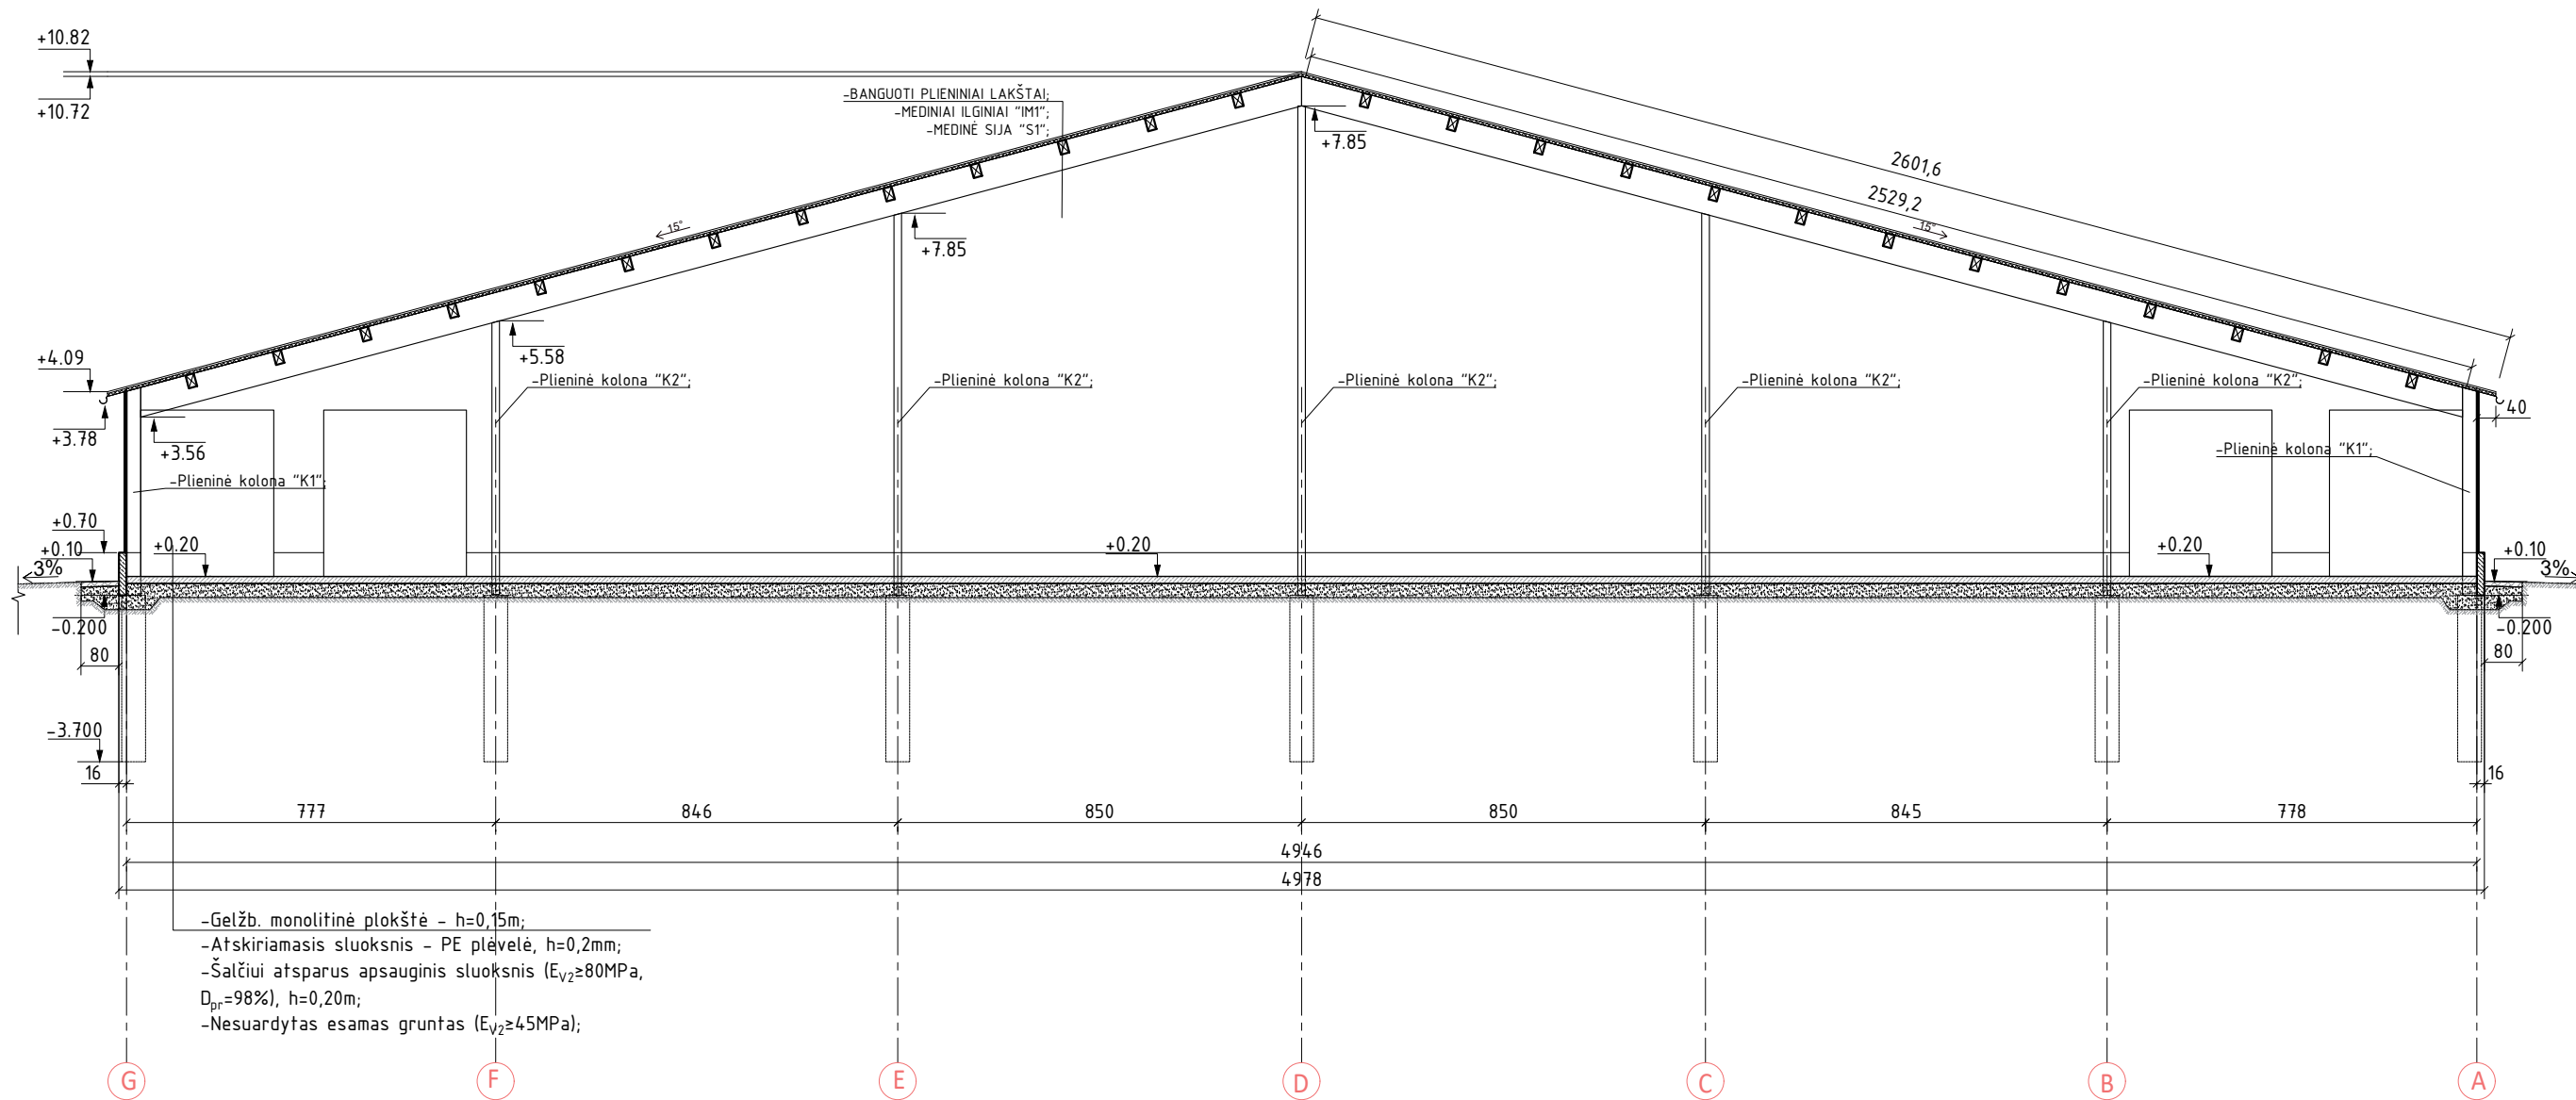 +10.82
+10.72
-BANGUOTI PLIENINIAI LAKŠTAI;
-MEDINIAI ILGINIAI "IM1";
-MEDINĖ SIJA "S1";
+7.85
2601,6
2529,2
15°
15°
+7.85
+5.58
+4.09
+3.78
+3.56
-Plieninė kolona "K2";
-Plieninė kolona "K2";
-Plieninė kolona "K2";
-Plieninė kolona "K2";
-Plieninė kolona "K2";
40
-Plieninė kolona "K1";
-Plieninė kolona "K1";
+0.70
+0.10
+0.20
+0.20
+0.20
+0.10
3%
3%
-0.200
-0.200
80
80
-3.700
16
16
777
846
850
850
845
778
4946
4978
-Gelžb. monolitinė plokštė - h=0,15m;
-Atskiriamasis sluoksnis - PE plėvelė, h=0,2mm;
-Šalčiui atsparus apsauginis sluoksnis (EV2≥80MPa,
Dpr=98%), h=0,20m;
-Nesuardytas esamas gruntas (EV2≥45MPa);
G
F
E
D
C
B
A